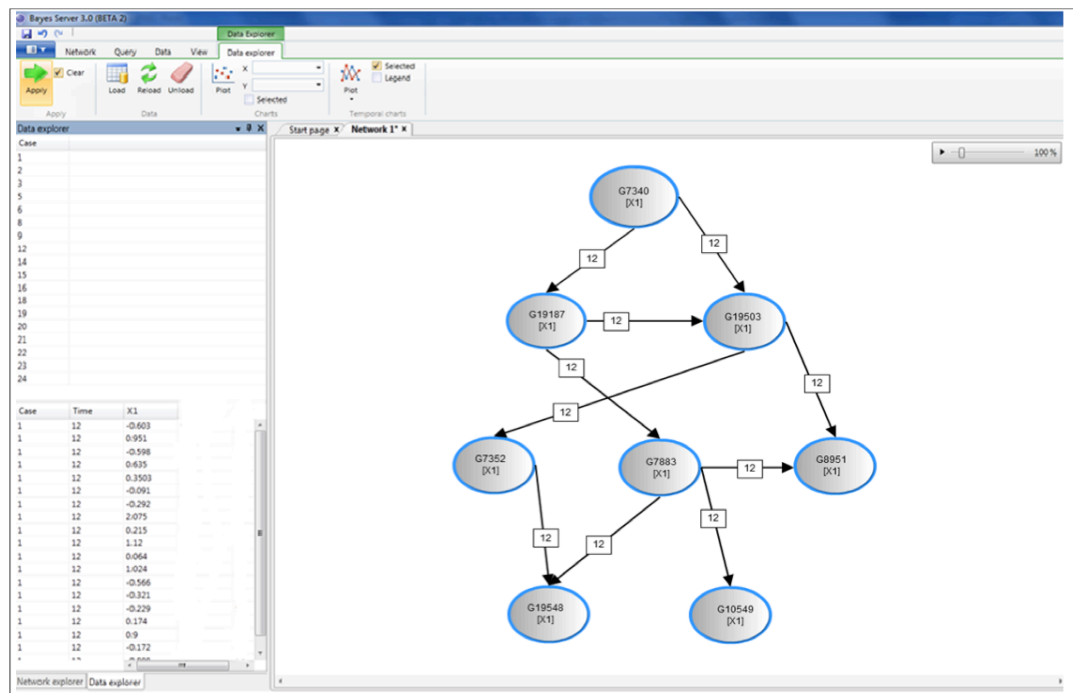 Bayes Server 3.0 (BETA 2)
Data Explorer
Network Query Data View Data explorer
Apply Clear Load Reload Unload Plot X Y Selected Plot Selected Legend
Apply Data Charts Temporal charts
Data explorer
Start page x Network 1* x
Case
1
2
3
5
6
8
9
12
14
15
16
18
19
20
21
22
23
24
Case Time X1
1 12 -0.603
1 12 0.951
1 12 -0.598
1 12 0.635
1 12 0.3503
1 12 -0.091
1 12 -0.292
1 12 2.075
1 12 0.215
1 12 1.12
1 12 0.064
1 12 1.024
1 12 -0.566
1 12 -0.321
1 12 -0.229
1 12 0.174
1 12 0.9
1 12 -0.172
Network explorer Data explorer
100%
G7340
[X1]
12
12
G19187
[X1]
12
G19503
[X1]
12
12
12
G7352
[X1]
G7883
[X1]
12
G8951
[X1]
12
12
12
G19548
[X1]
G10549
[X1]